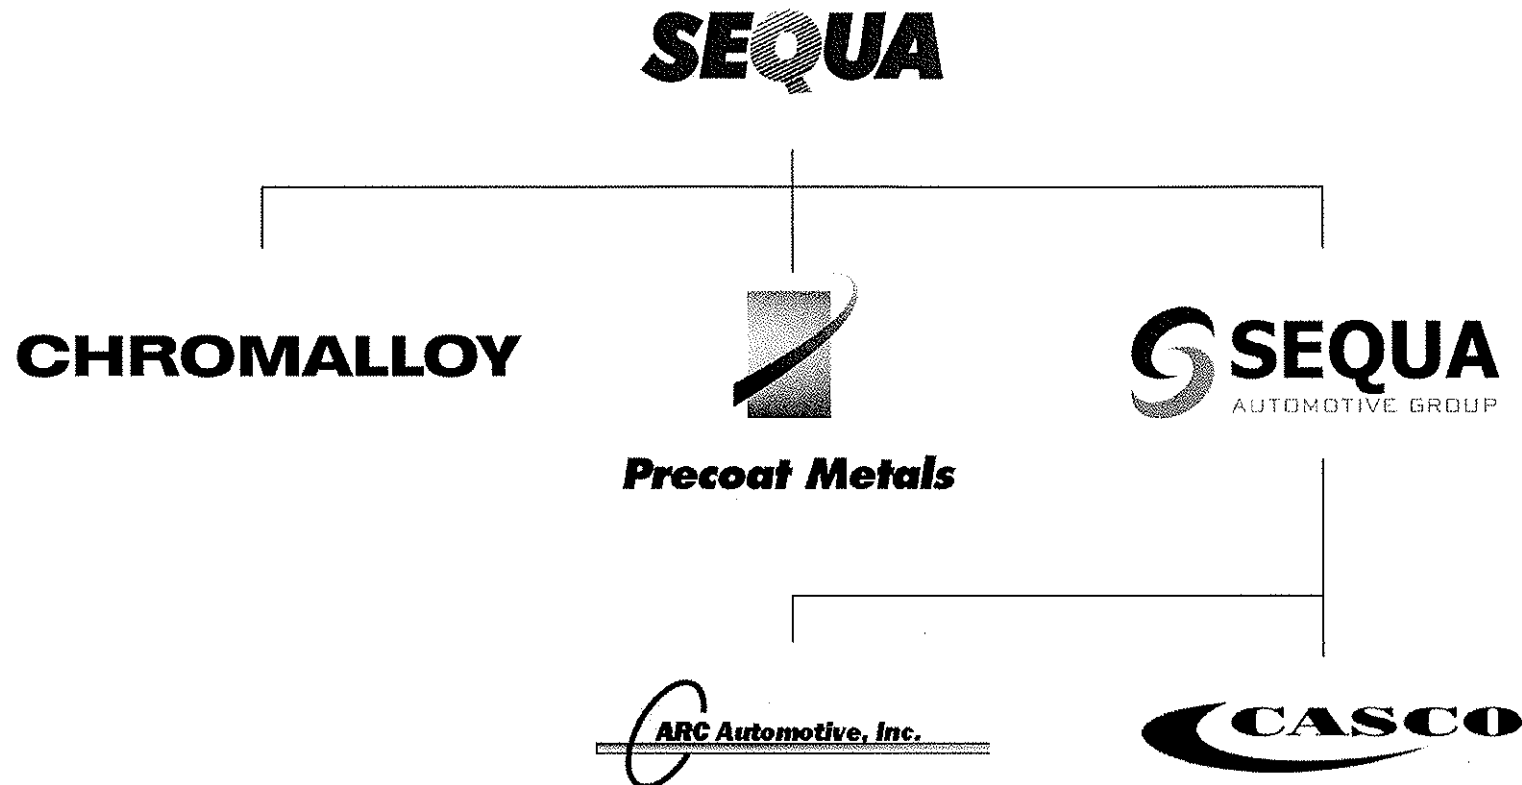 SEQUA
CHROMALLOY
Precoat Metals
SEQUA
AUTOMOTIVE GROUP
ARC Automotive, Inc.
CASCO